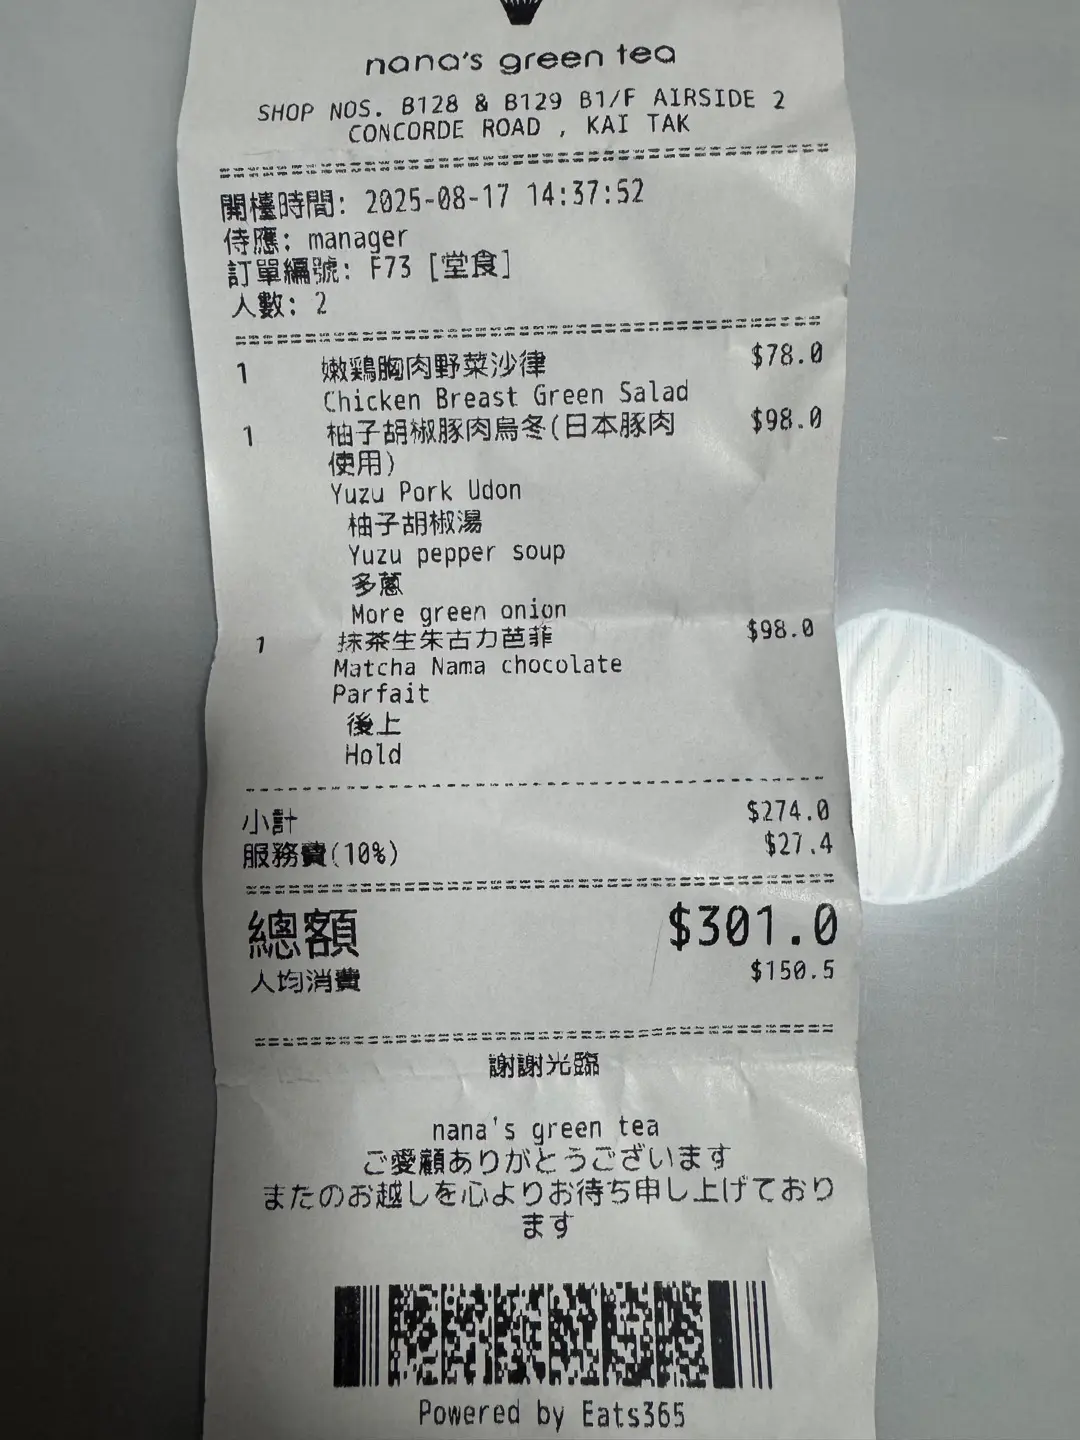 nana's green tea
SHOP NOS. B128 & B129 B1/F AIRSIDE 2
CONCORDE ROAD , KAI TAK
開檯時間: 2025-08-17 14:37:52
侍應: manager
訂單編號: F73 [堂食]
人數: 2
1 嫩鶏胸肉野菜沙律 $78.0
Chicken Breast Green Salad
1 柚子胡椒豚肉烏冬(日本豚肉 $98.0
使用)
Yuzu Pork Udon
柚子胡椒湯
Yuzu pepper soup
多蔥
More green onion
1 抹茶生朱古力芭菲 $98.0
Matcha Nama chocolate
Parfait
後上
Hold
小計 $274.0
服務費(10%) $27.4
總額 $301.0
人均消費 $150.5
謝謝光臨
nana's green tea
ご愛顧ありがとうございます
またのお越しを心よりお待ち申し上げており
ます
Powered by Eats365